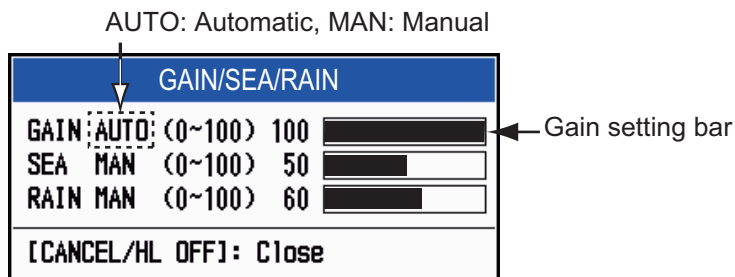 AUTO: Automatic, MAN: Manual
GAIN/SEA/RAIN
GAIN AUTO (0~100) 100
Gain setting bar
SEA MAN (0~100) 50
RAIN MAN (0~100) 60
[CANCEL/HL OFF]: Close